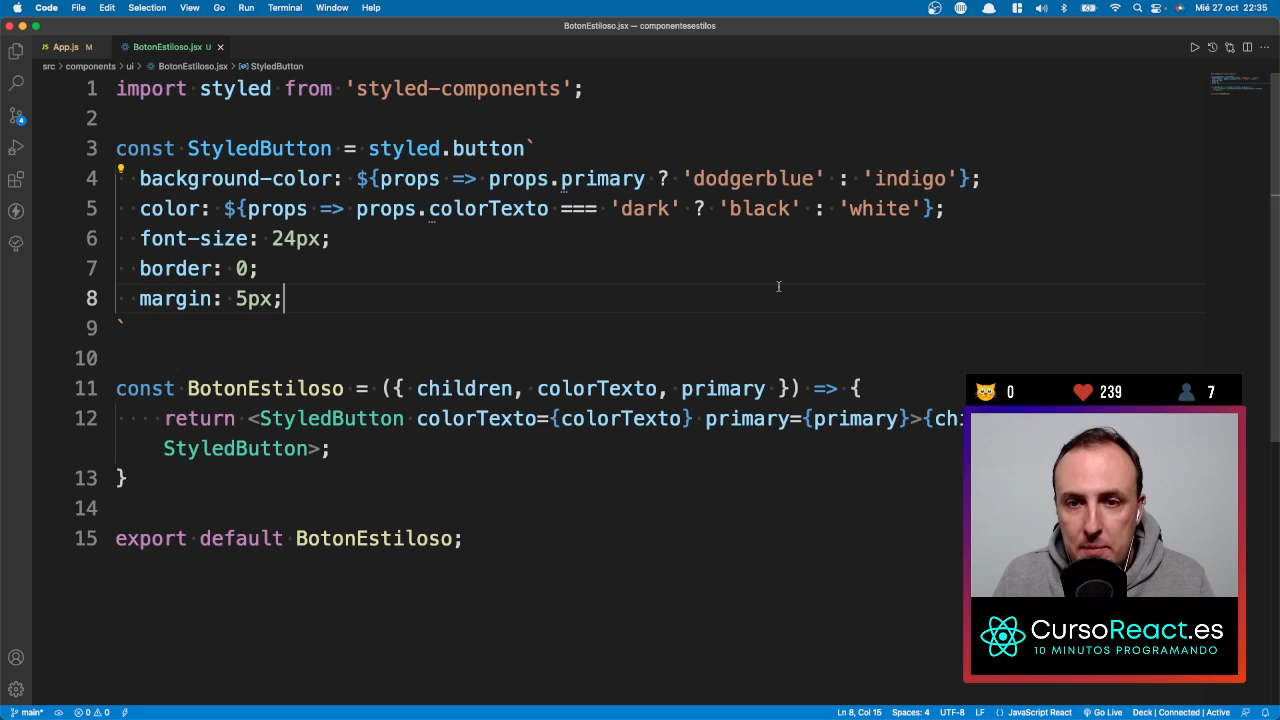 Code File Edit Selection View Go Run Terminal Window Help Mié 27 oct 22:35
BotonEstiloso.jsx — componentesestilos
JS App.js M BotonEstiloso.jsx U
src > components > ui > BotonEstiloso.jsx > StyledButton
1 import styled from 'styled-components';
2
3 const StyledButton = styled.button`
4 background-color: ${props => props.primary ? 'dodgerblue' : 'indigo'};
5 color: ${props => props.colorTexto === 'dark' ? 'black' : 'white'};
6 font-size: 24px;
7 border: 0;
8 margin: 5px;
9 `
10
11 const BotonEstiloso = ({ children, colorTexto, primary }) => {
12 return <StyledButton colorTexto={colorTexto} primary={primary}>{chi
StyledButton>;
13 }
14
15 export default BotonEstiloso;
4
0 239 7
CursoReact.es
10 MINUTOS PROGRAMANDO
main* 0 0 Ln 8, Col 15 Spaces: 4 UTF-8 LF {} JavaScript React Go Live Deck | Connected | Active